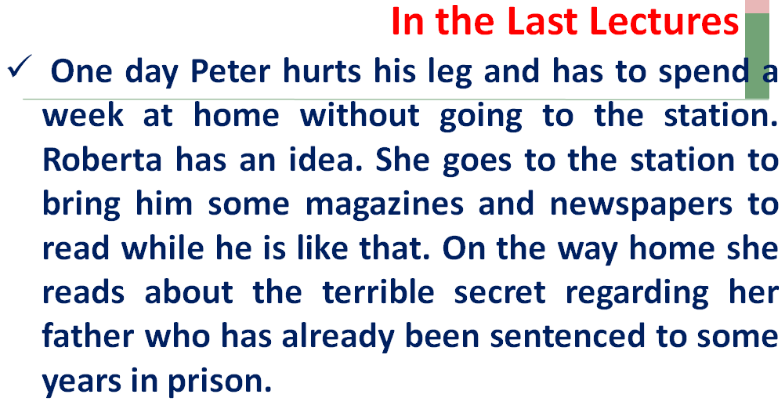 In the Last Lectures
✓ One day Peter hurts his leg and has to spend a
week at home without going to the station.
Roberta has an idea. She goes to the station to
bring him some magazines and newspapers to
read while he is like that. On the way home she
reads about the terrible secret regarding her
father who has already been sentenced to some
years in prison.